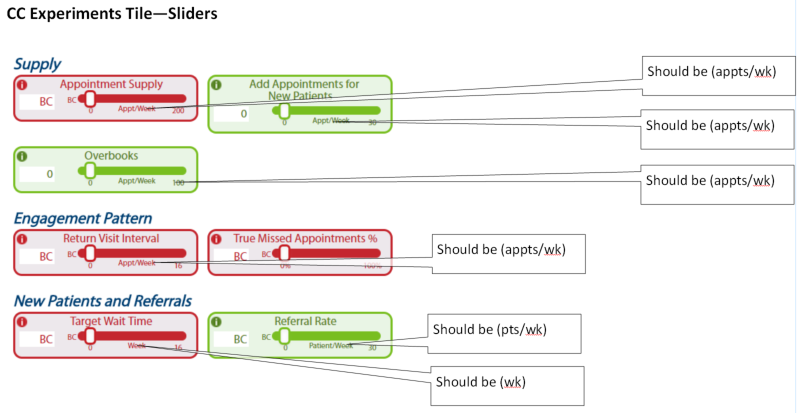 CC Experiments Tile—Sliders
Supply
Appointment Supply
BC
BC
0
Appt/Week
200
Add Appointments for
New Patients
0
0
Appt/Week
30
Should be (appts/wk)
Should be (appts/wk)
Overbooks
0
0
Appt/Week
100
Should be (appts/wk)
Engagement Pattern
Return Visit Interval
BC
BC
0
Appt/Week
16
True Missed Appointments %
BC
BC
0%
100%
Should be (appts/wk)
New Patients and Referrals
Target Wait Time
BC
BC
0
Week
16
Referral Rate
BC
BC
0
Patient/Week
30
Should be (pts/wk)
Should be (wk)